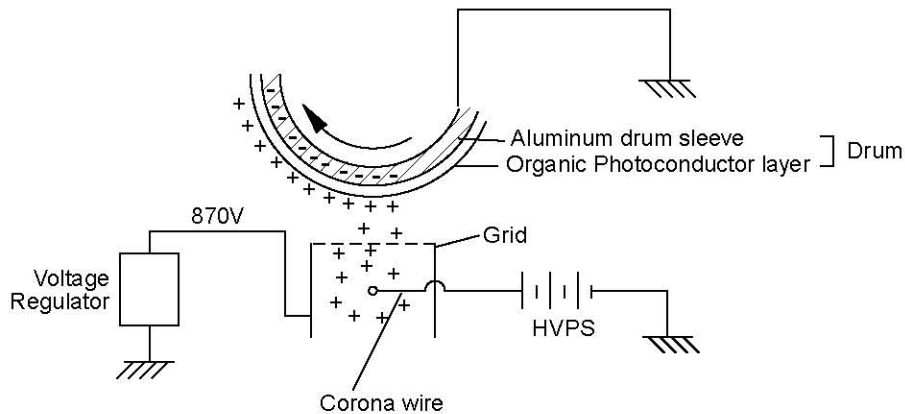 Aluminum drum sleeve
Organic Photoconductor layer
Drum
870V
Grid
Voltage
Regulator
HVPS
Corona wire